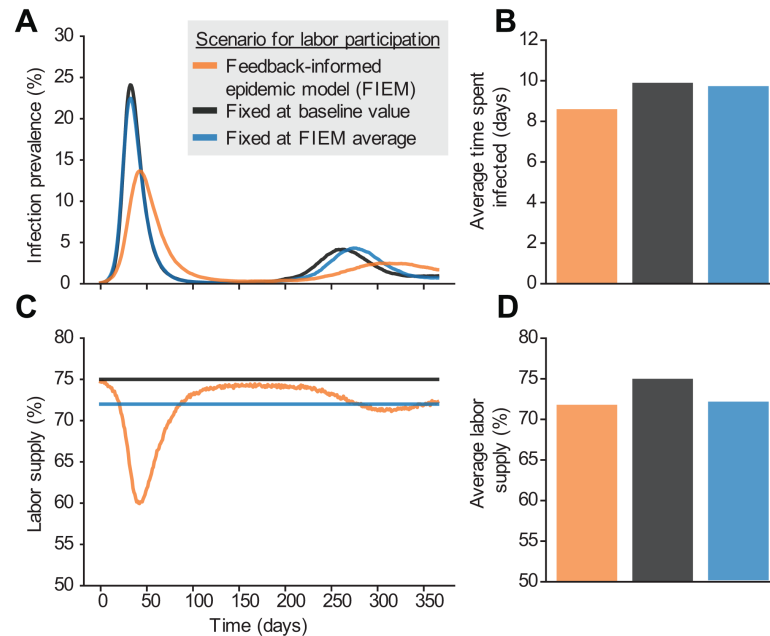 A
Infection prevalence (%)
30
25
20
15
10
5
0
Scenario for labor participation
Feedback-informed
epidemic model (FIEM)
Fixed at baseline value
Fixed at FIEM average
B
Average time spent
infected (days)
12
10
8
6
4
2
0
C
Labor supply (%)
80
75
70
65
60
55
50
0 50 100 150 200 250 300 350
Time (days)
D
Average labor
supply (%)
80
75
70
65
60
55
50